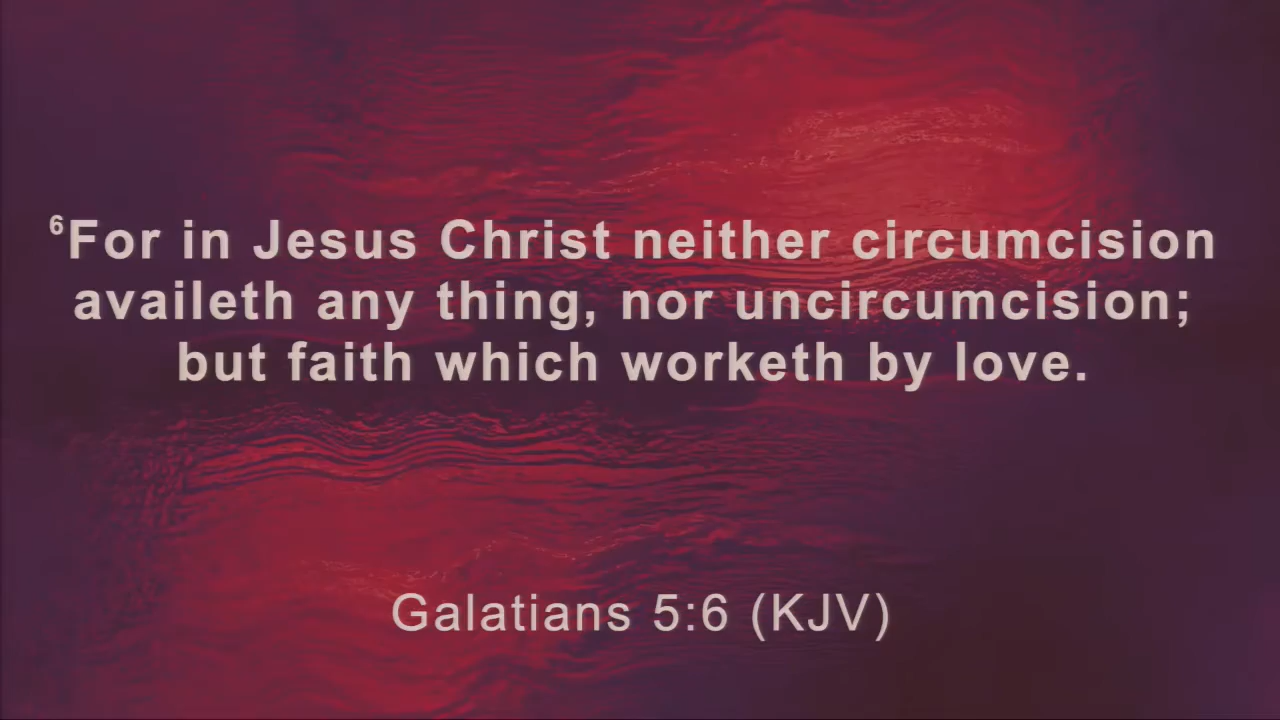 ⁶For in Jesus Christ neither circumcision
availeth any thing, nor uncircumcision;
but faith which worketh by love.
Galatians 5:6 (KJV)